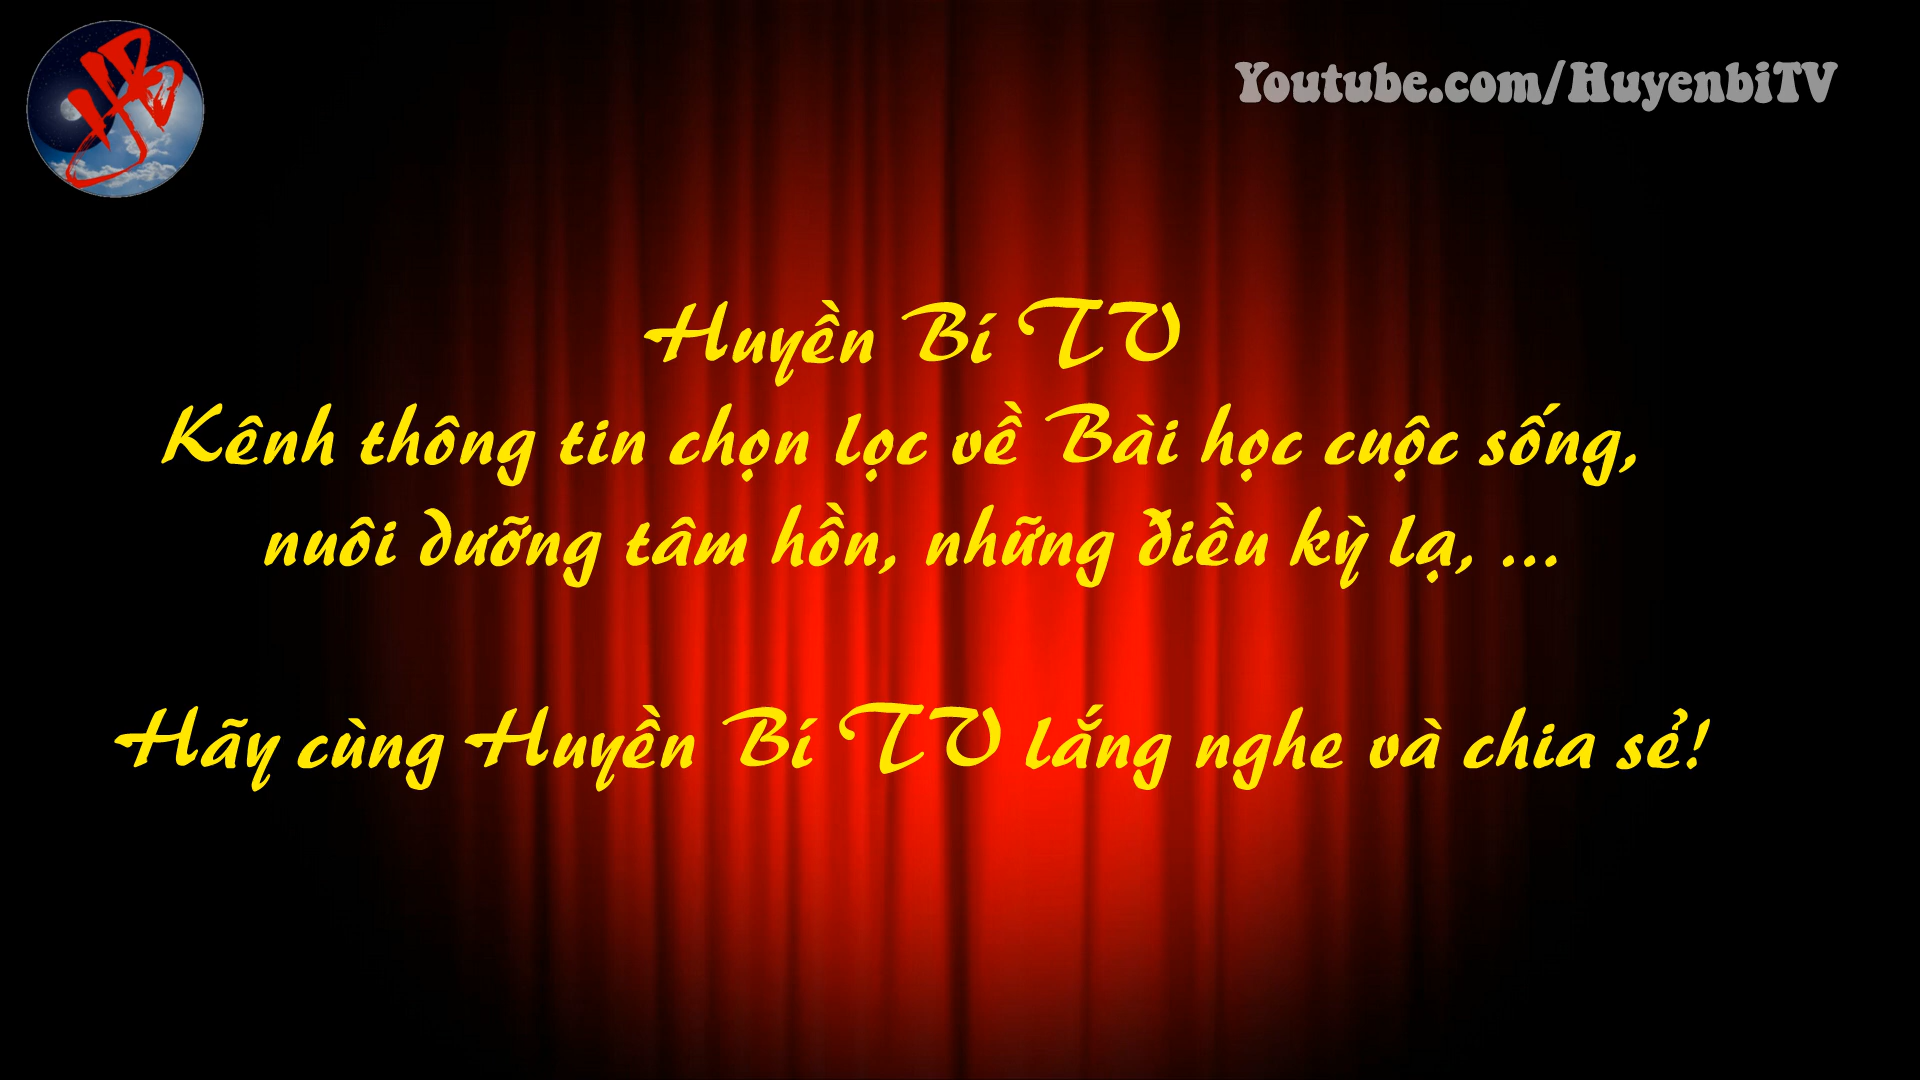 HB
Youtube.com/HuyenbiTV
Huyền Bí TV
Kênh thông tin chọn lọc về Bài học cuộc sống,
nuôi dưỡng tâm hồn, những điều kỳ lạ, ...
Hãy cùng Huyền Bí TV lắng nghe và chia sẻ!